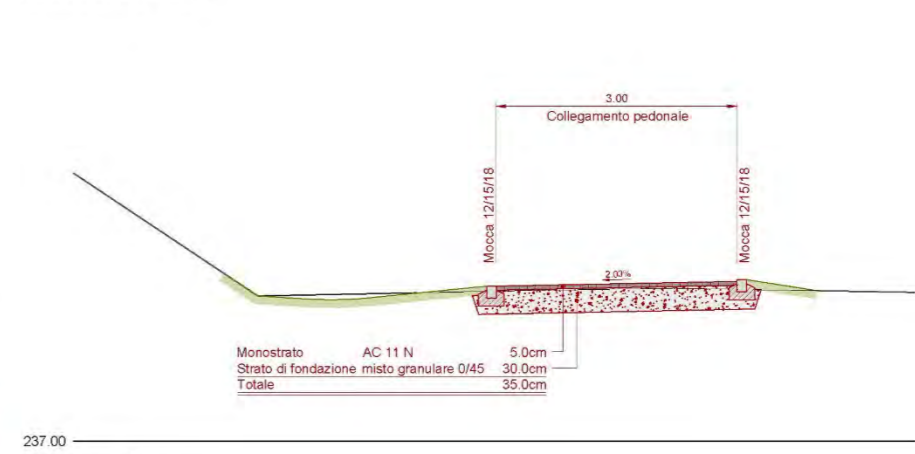 3.00
Collegamento pedonale
Mocca 12/15/18
Mocca 12/15/18
2.00%
Monostrato AC 11 N 5.0cm
Strato di fondazione misto granulare 0/45 30.0cm
Totale 35.0cm
237.00